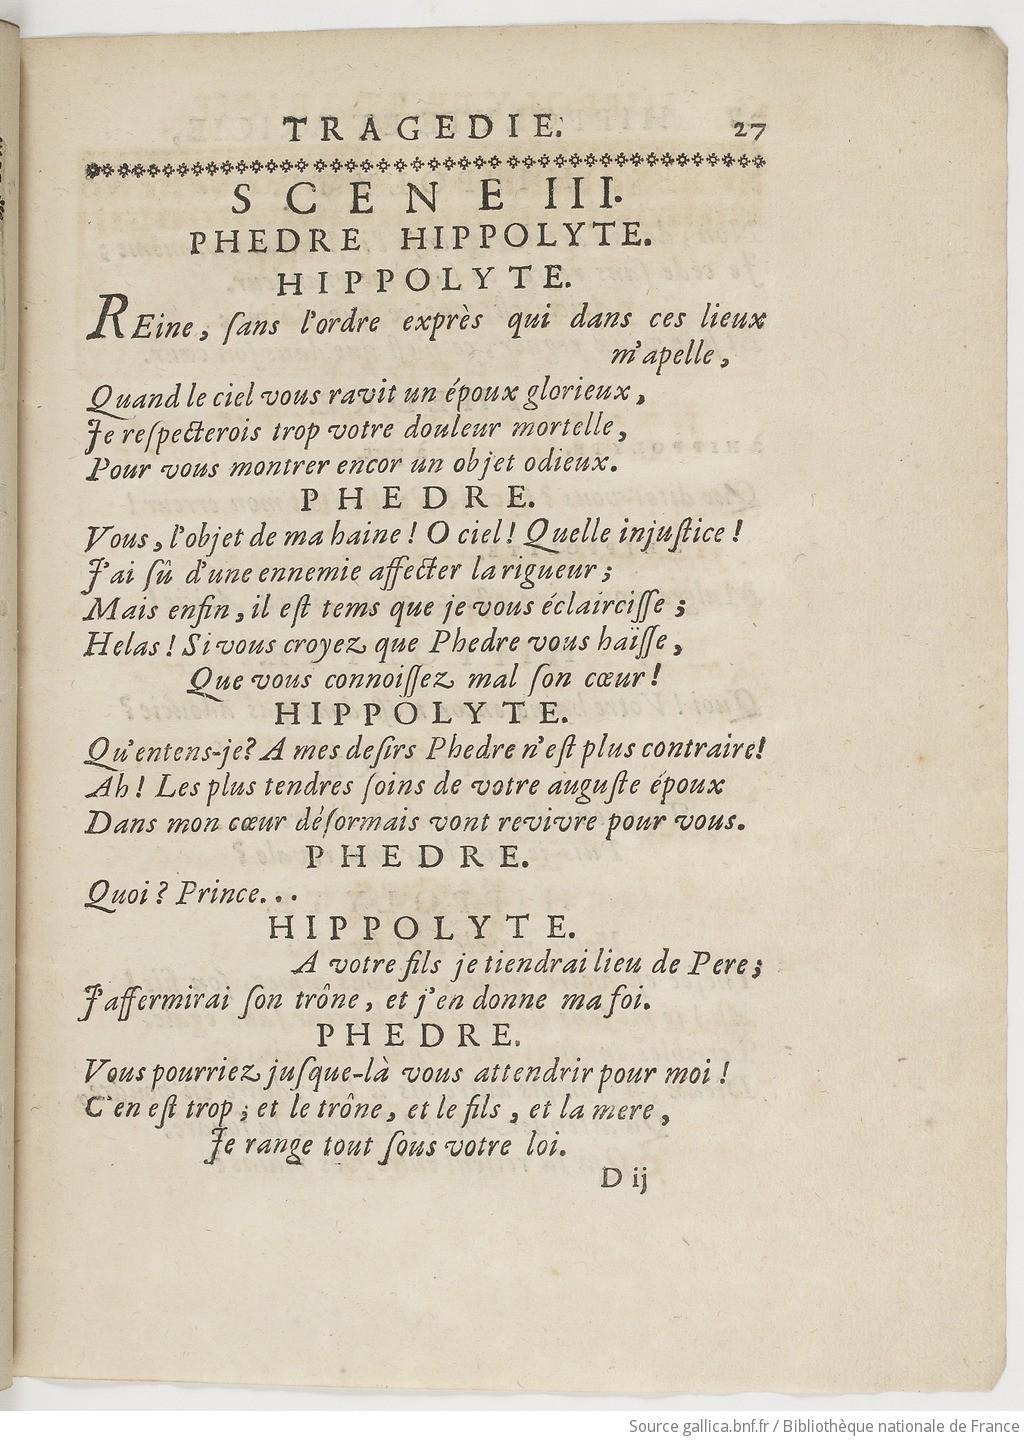 TRAGEDIE. 27
SCENE III.
PHEDRE HIPPOLYTE.
HIPPOLYTE.
REine, ſans l'ordre exprès qui dans ces lieux
m'apelle,
Quand le ciel vous ravit un époux glorieux,
Je reſpecterois trop votre douleur mortelle,
Pour vous montrer encor un objet odieux.
PHEDRE.
Vous, l'objet de ma haine! O ciel! Quelle injuſtice!
J'ai ſû d'une ennemie affecter la rigueur;
Mais enfin, il eſt tems que je vous éclairciſſe;
Helas! Si vous croyez que Phedre vous haïſſe,
Que vous connoiſſez mal ſon cœur!
HIPPOLYTE.
Qu'entens-je? A mes deſirs Phedre n'eſt plus contraire!
Ah! Les plus tendres ſoins de votre auguſte époux
Dans mon cœur déſormais vont revivre pour vous.
PHEDRE.
Quoi? Prince...
HIPPOLYTE.
A votre fils je tiendrai lieu de Pere;
J'affermirai ſon trône, et j'en donne ma foi.
PHEDRE.
Vous pourriez juſque-là vous attendrir pour moi!
C'en eſt trop; et le trône, et le fils, et la mere,
Je range tout ſous votre loi.
D ij
Source gallica.bnf.fr / Bibliothèque nationale de France